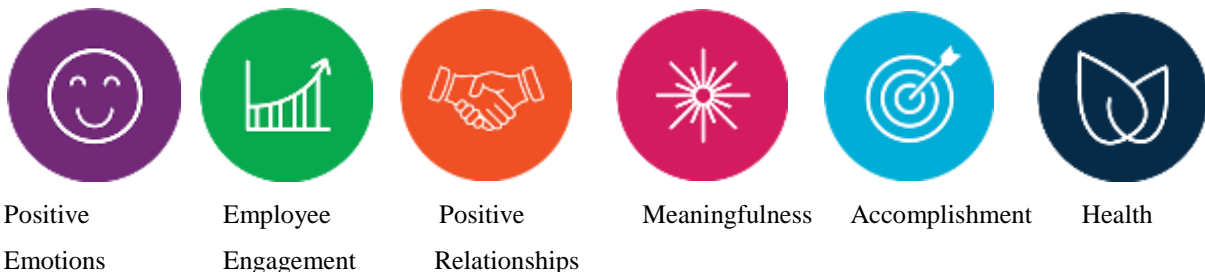 Positive Employee Positive Meaningfulness Accomplishment Health
Emotions Engagement Relationships